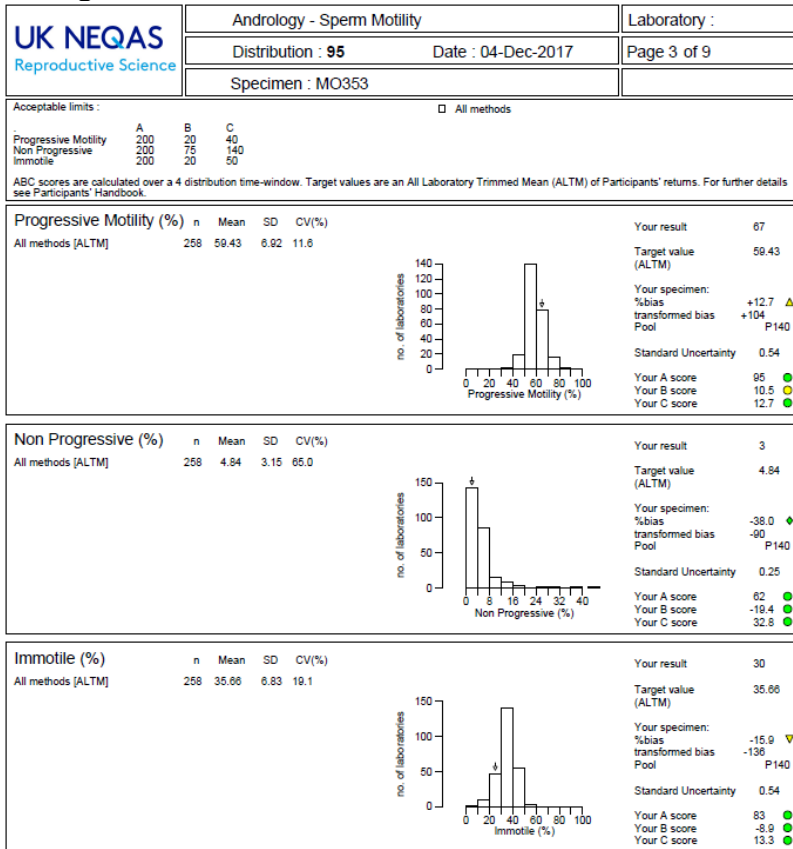 UK NEQAS
Reproductive Science
Andrology - Sperm Motility
Laboratory :
Distribution : 95 Date : 04-Dec-2017
Page 3 of 9
Specimen : MO353
Acceptable limits :
All methods
. A B C
Progressive Motility 200 20 40
Non Progressive 200 75 140
Immotile 200 20 50
ABC scores are calculated over a 4 distribution time-window. Target values are an All Laboratory Trimmed Mean (ALTM) of Participants' returns. For further details
see Participants' Handbook.
Progressive Motility (%) n Mean SD CV(%)
All methods [ALTM] 258 59.43 6.92 11.6
140
120
100
80
60
40
20
0
no. of laboratories
0 20 40 60 80 100
Progressive Motility (%)
Your result 67
Target value 59.43
(ALTM)
Your specimen:
%bias +12.7
transformed bias +104
Pool P140
Standard Uncertainty 0.54
Your A score 95
Your B score 10.5
Your C score 12.7
Non Progressive (%) n Mean SD CV(%)
All methods [ALTM] 258 4.84 3.15 65.0
150
100
50
0
no. of laboratories
0 8 16 24 32 40
Non Progressive (%)
Your result 3
Target value 4.84
(ALTM)
Your specimen:
%bias -38.0
transformed bias -90
Pool P140
Standard Uncertainty 0.25
Your A score 62
Your B score -19.4
Your C score 32.8
Immotile (%) n Mean SD CV(%)
All methods [ALTM] 258 35.66 6.83 19.1
150
100
50
0
no. of laboratories
0 20 40 60 80 100
Immotile (%)
Your result 30
Target value 35.66
(ALTM)
Your specimen:
%bias -15.9
transformed bias -136
Pool P140
Standard Uncertainty 0.54
Your A score 83
Your B score -8.9
Your C score 13.3